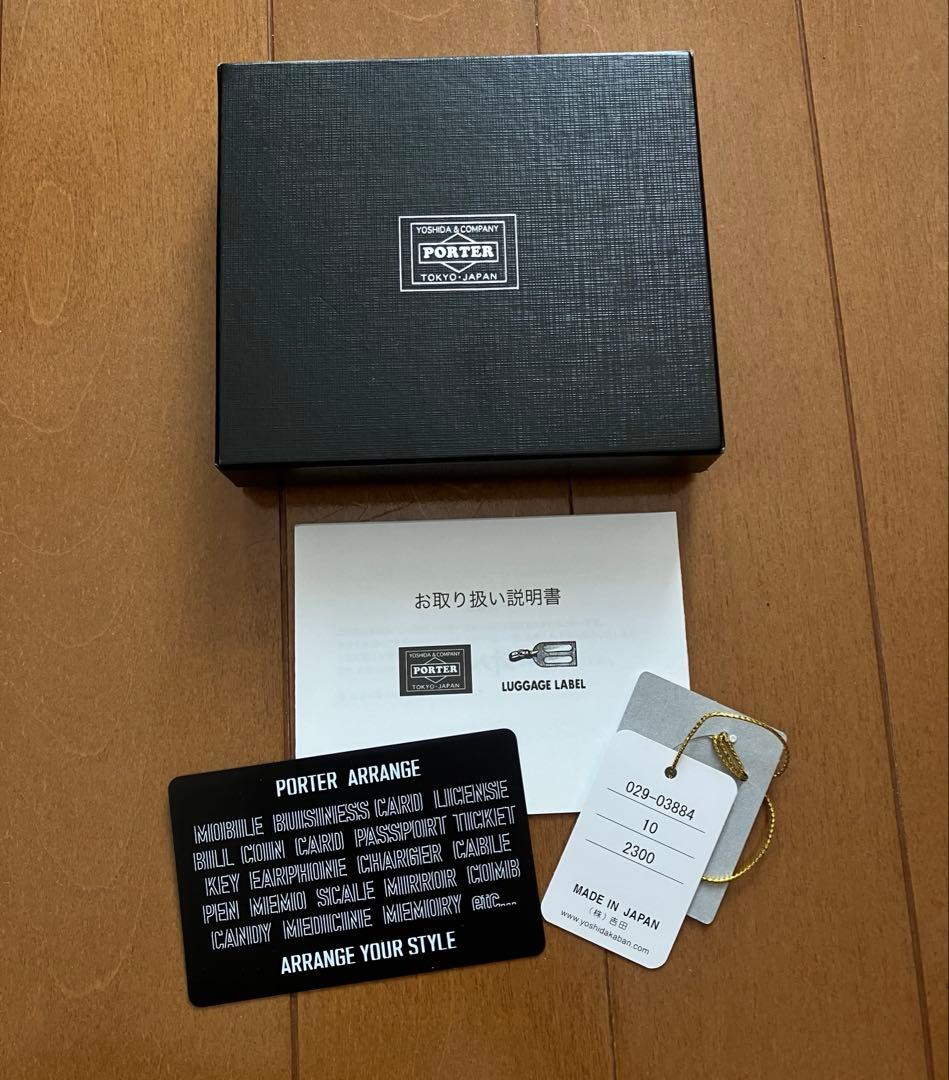 YOSHIDA & COMPANY
PORTER
TOKYO・JAPAN
お取り扱い説明書
YOSHIDA & COMPANY
PORTER
TOKYO・JAPAN
LUGGAGE LABEL
PORTER ARRANGE
MOBILE BUISINESS CARD LICENSE
BILL COIN CARD PASSPORT TICKET
KEY EARPHONE CHARGER CABLE
PEN MEMO SCALE MIRROR COMB
CANDY MEDICINE MEMORY etc...
ARRANGE YOUR STYLE
029-03884
10
2300
MADE IN JAPAN
(株)吉田
www.yoshidakaban.com